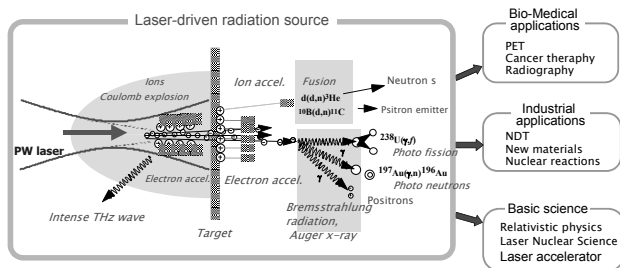 Laser-driven radiation source
Ions
Coulomb explosion
Ion accel.
Fusion
d(d,n)³He
¹⁰B(d,n)¹¹C
Neutron s
Psitron emitter
PW laser
²³⁸U(γ,f)
Photo fission
γ
γ
¹⁹⁷Au(γ,n)¹⁹⁶Au
Photo neutrons
Positrons
Electron accel.
Electron accel.
Intense THz wave
Target
Bremsstrahlung
radiation,
Auger x-ray
Bio-Medical
applications
PET
Cancer theraphy
Radiography
Industrial
applications
NDT
New materials
Nuclear reactions
Basic science
Relativistic physics
Laser Nuclear Science
Laser accelerator